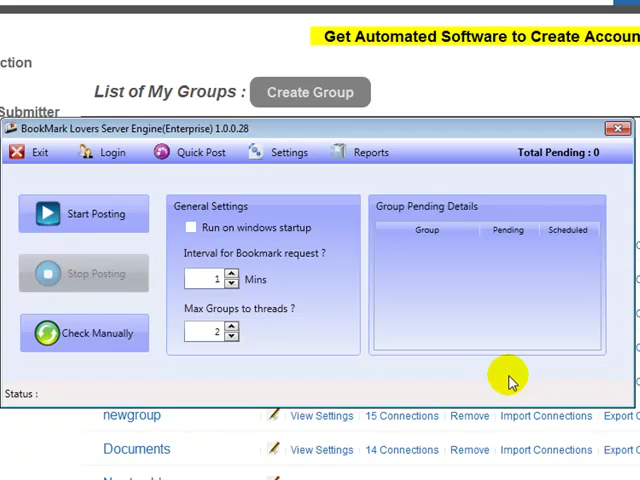 Get Automated Software to Create Accoun
ction
List of My Groups : Create Group
Submitter
BookMark Lovers Server Engine(Enterprise) 1.0.0.28
Exit Login Quick Post Settings Reports Total Pending : 0
Start Posting
Stop Posting
Check Manually
General Settings
Run on windows startup
Interval for Bookmark request ?
1 Mins
Max Groups to threads ?
2
Group Pending Details
Group Pending Scheduled
Status :
newgroup View Settings 15 Connections Remove Import Connections Export C
Documents View Settings 14 Connections Remove Import Connections Export C